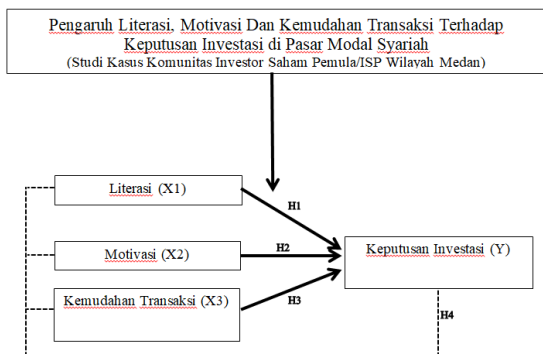 Pengaruh Literasi, Motivasi Dan Kemudahan Transaksi Terhadap
Keputusan Investasi di Pasar Modal Syariah
(Studi Kasus Komunitas Investor Saham Pemula/ISP Wilayah Medan)
Literasi (X1)
H1
Motivasi (X2)
H2
Keputusan Investasi (Y)
Kemudahan Transaksi (X3)
H3
H4